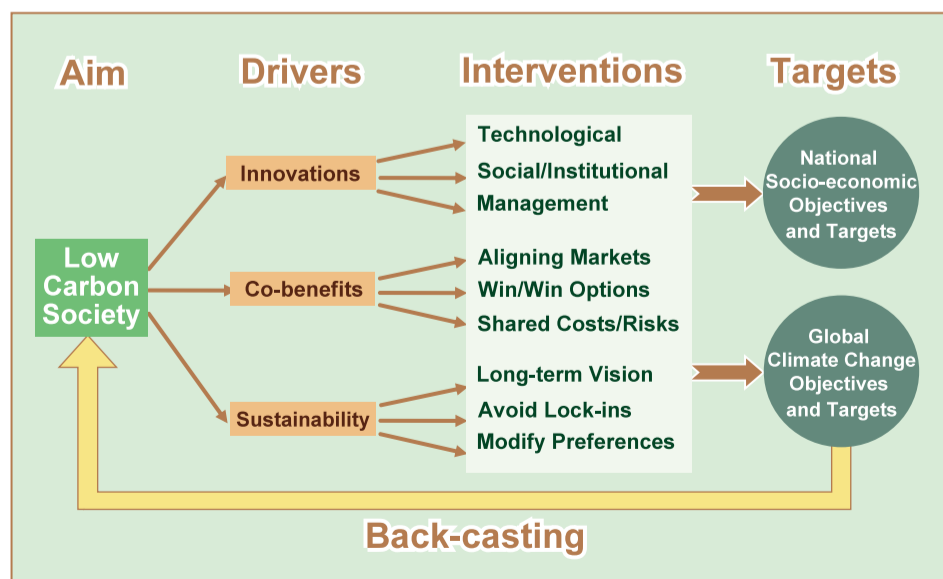 Aim
Drivers
Interventions
Targets
Low
Carbon
Society
Innovations
Co-benefits
Sustainability
Technological
Social/Institutional
Management
Aligning Markets
Win/Win Options
Shared Costs/Risks
Long-term Vision
Avoid Lock-ins
Modify Preferences
National
Socio-economic
Objectives
and Targets
Global
Climate Change
Objectives
and Targets
Back-casting